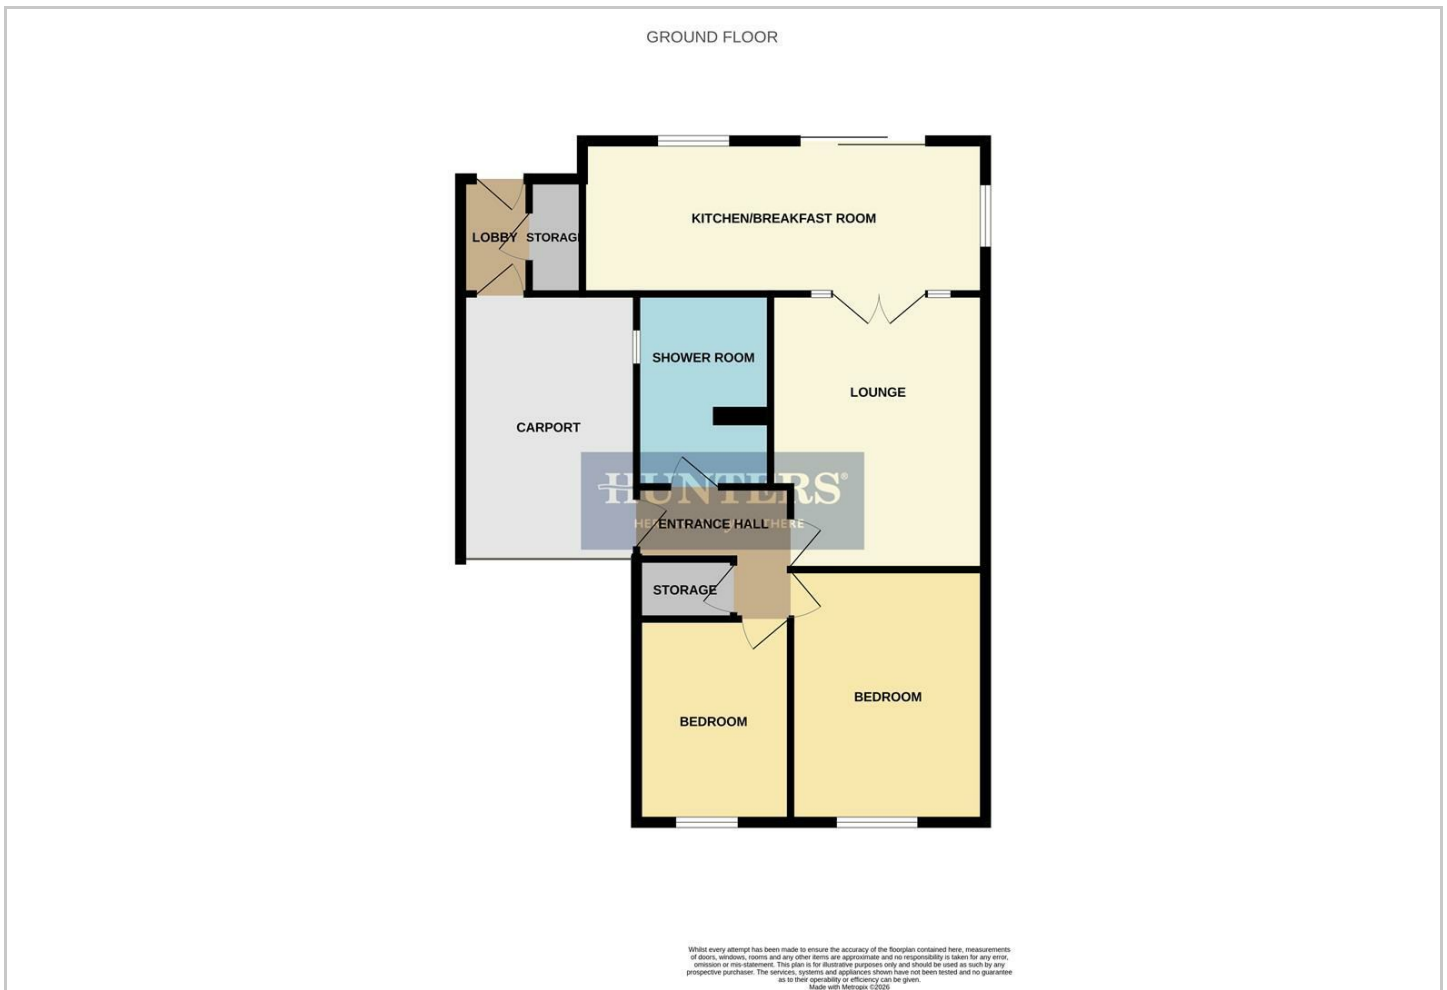 GROUND FLOOR
KITCHEN/BREAKFAST ROOM
LOBBY
STORAGE
SHOWER ROOM
LOUNGE
CARPORT
HUNTERS®
ENTRANCE HALL
STORAGE
BEDROOM
BEDROOM
Whilst every attempt has been made to ensure the accuracy of the floorplan contained here, measurements
of doors, windows, rooms and any other items are approximate and no responsibility is taken for any error,
omission or mis-statement. This plan is for illustrative purposes only and should be used as such by any
prospective purchaser. The services, systems and appliances shown have not been tested and no guarantee
as to their operability or efficiency can be given.
Made with Metropix ©2026